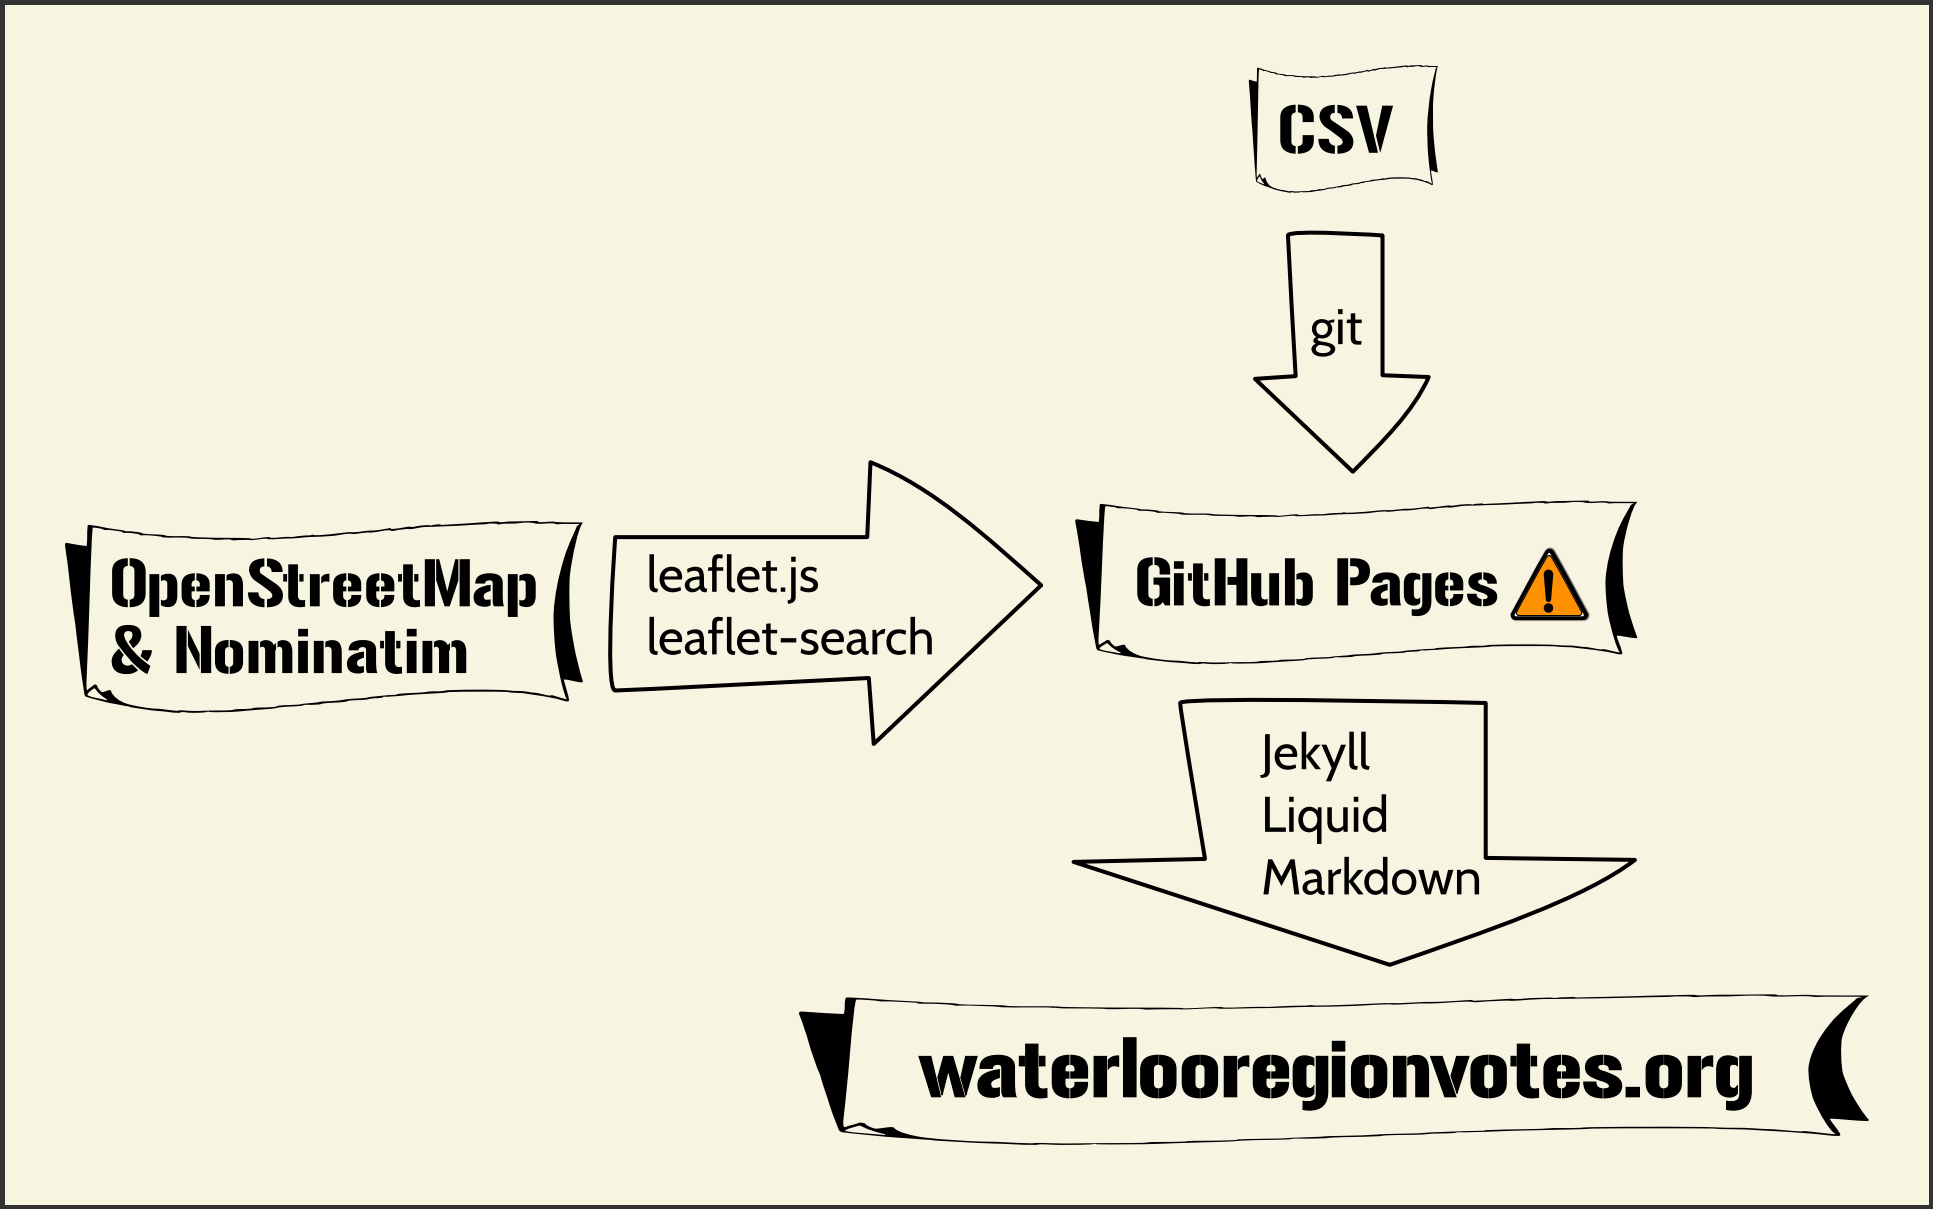 CSV
git
OpenStreetMap
& Nominatim
leaflet.js
leaflet-search
GitHub Pages
Jekyll
Liquid
Markdown
waterlooregionvotes.org